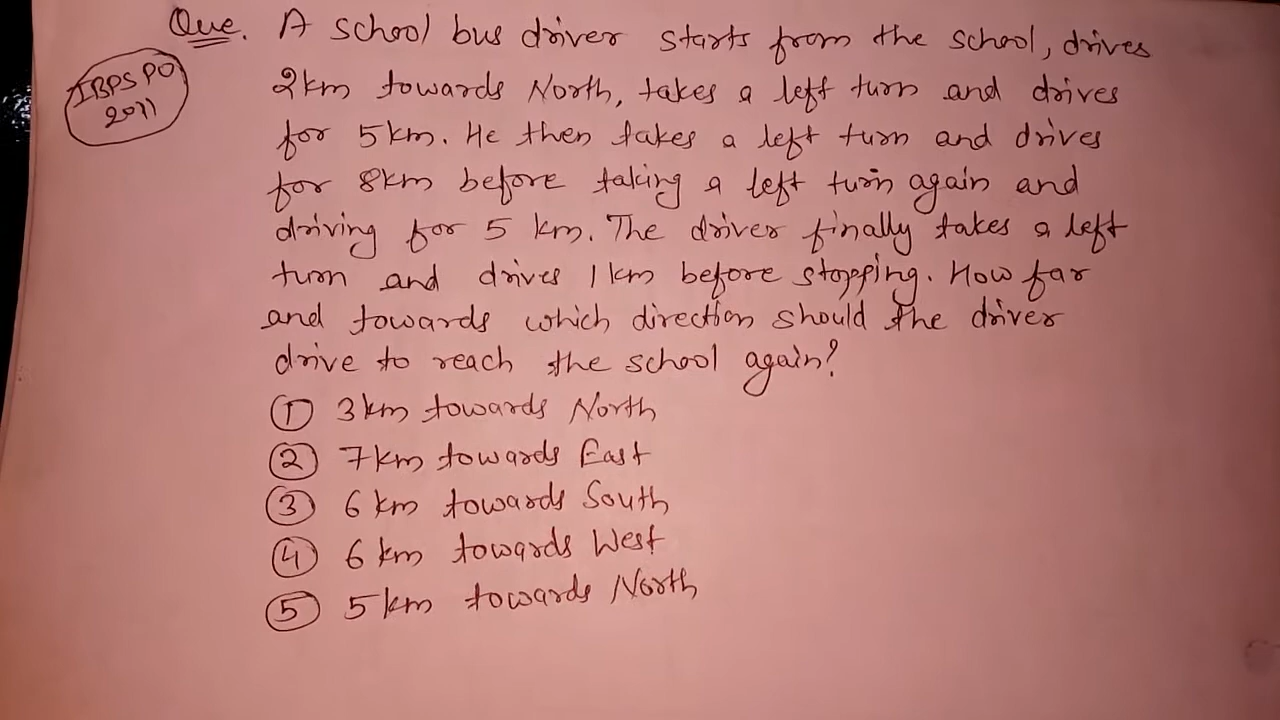 Que. A school bus driver starts from the school, drives
IBPS PO
2011
2km towards North, takes a left turn and drives
for 5km. He then takes a left turn and drives
for 8km before taking a left turn again and
driving for 5 km. The driver finally takes a left
turn and drives 1km before stopping. How far
and towards which direction should the driver
drive to reach the school again?
① 3km towards North
② 7km towards East
③ 6 km towards South
④ 6 km towards West
⑤ 5km towards North